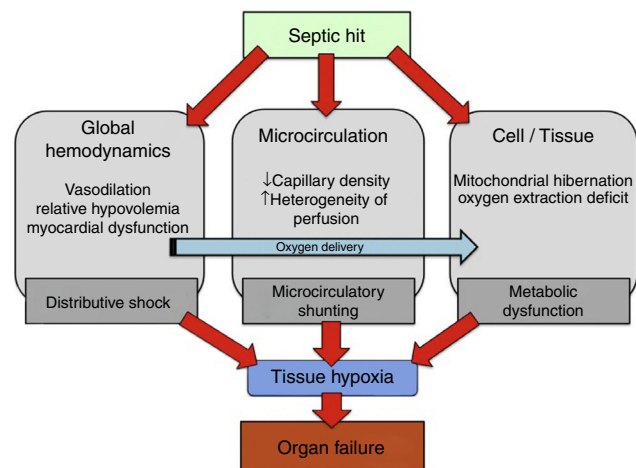 Septic hit
Global
hemodynamics
Vasodilation
relative hypovolemia
myocardial dysfunction
Distributive shock
Microcirculation
↓Capillary density
↑Heterogeneity of
perfusion
Microcirculatory
shunting
Cell / Tissue
Mitochondrial hibernation
oxygen extraction deficit
Metabolic
dysfunction
Oxygen delivery
Tissue hypoxia
Organ failure